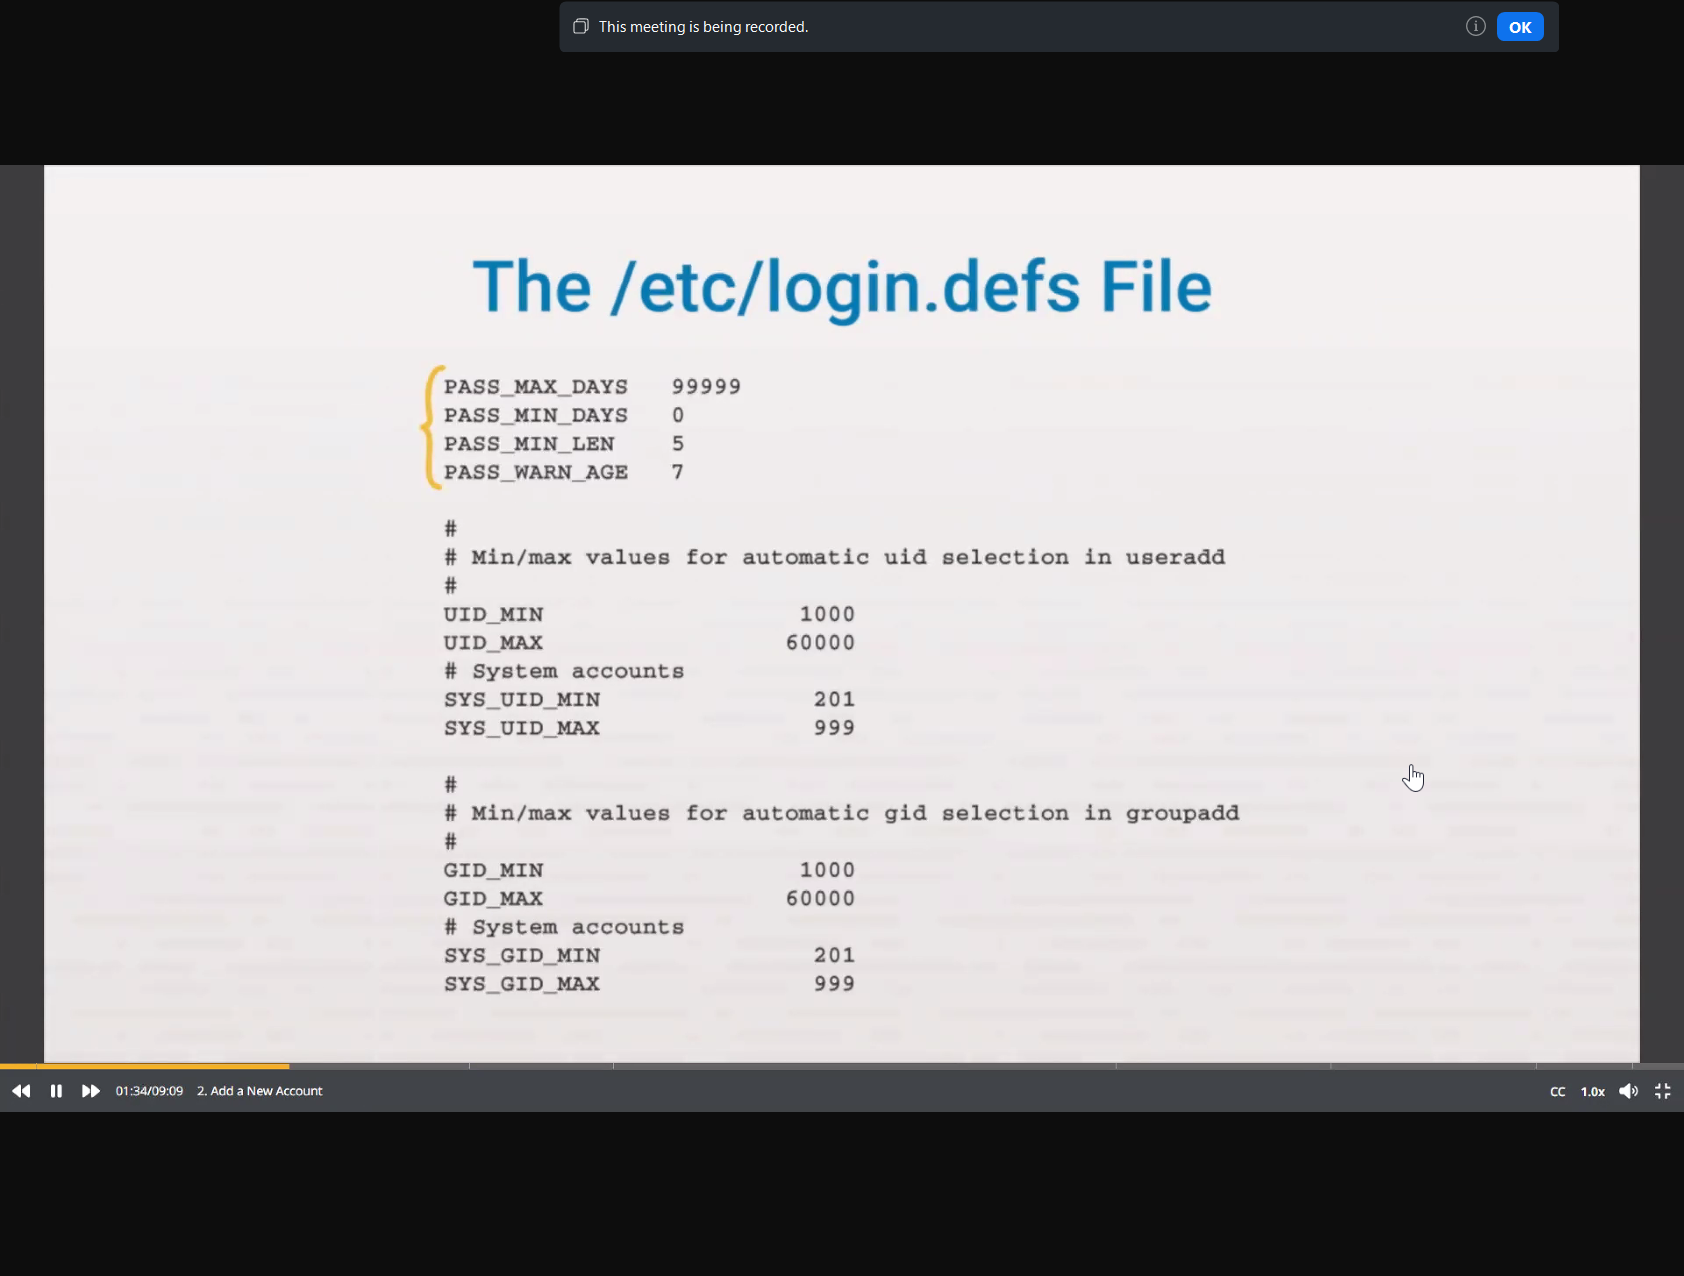 This meeting is being recorded.
OK
The /etc/login.defs File
PASS_MAX_DAYS 99999
PASS_MIN_DAYS 0
PASS_MIN_LEN 5
PASS_WARN_AGE 7
#
# Min/max values for automatic uid selection in useradd
#
UID_MIN 1000
UID_MAX 60000
# System accounts
SYS_UID_MIN 201
SYS_UID_MAX 999
#
# Min/max values for automatic gid selection in groupadd
#
GID_MIN 1000
GID_MAX 60000
# System accounts
SYS_GID_MIN 201
SYS_GID_MAX 999
01:34/09:09 2. Add a New Account CC 1.0x